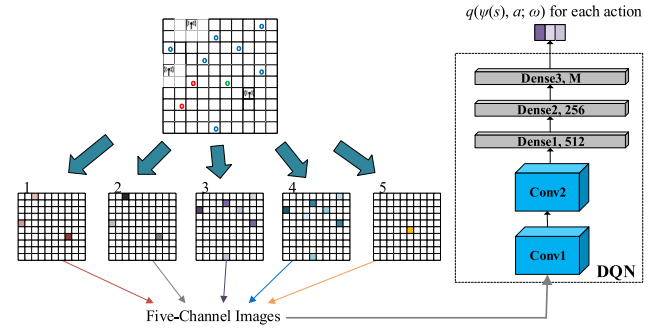 q(ψ(s), a; ω) for each action
Dense3, M
Dense2, 256
Dense1, 512
Conv2
Conv1
DQN
1
2
3
4
5
Five-Channel Images